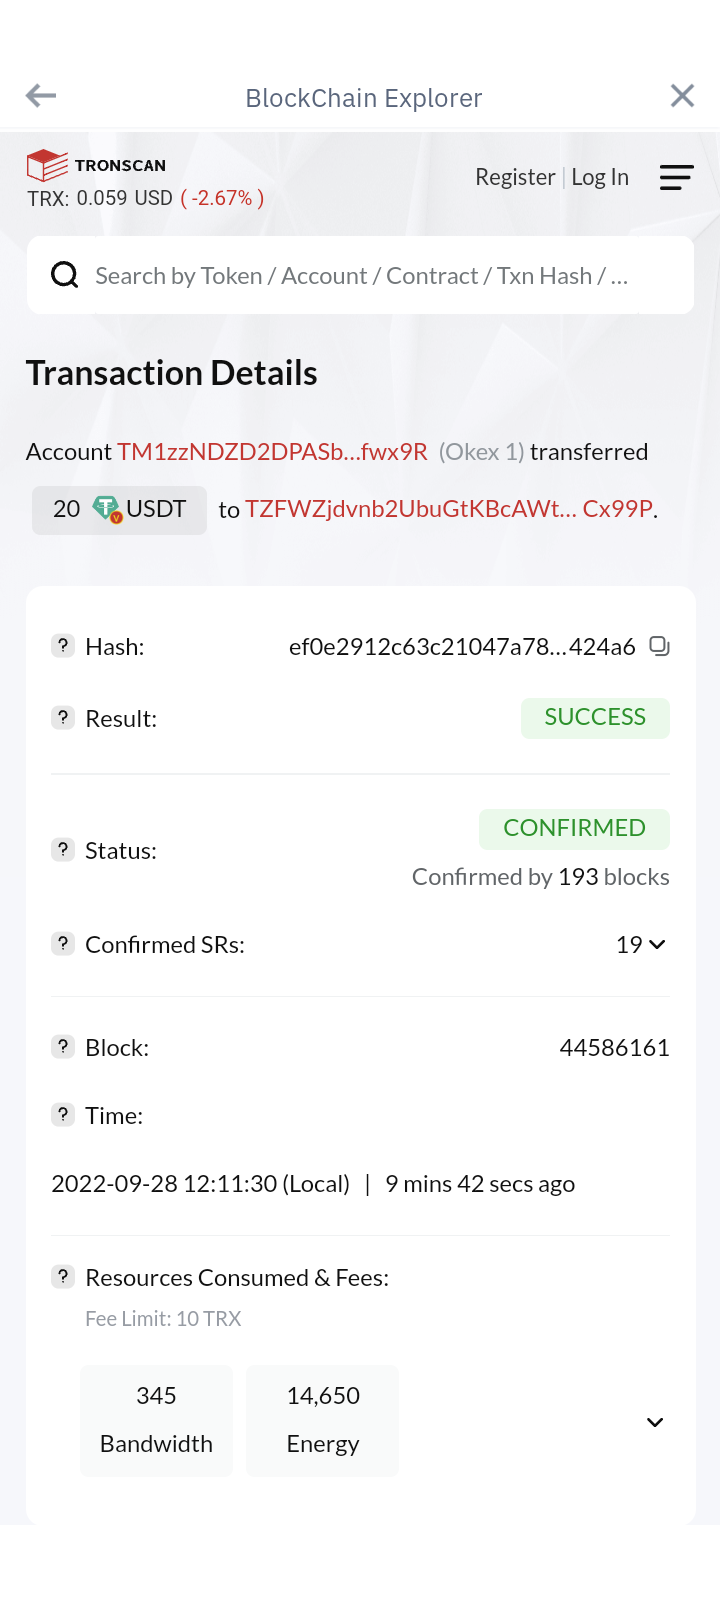 BlockChain Explorer
TRONSCAN
TRX: 0.059 USD ( -2.67% )
Register | Log In
Search by Token / Account / Contract / Txn Hash / ...
Transaction Details
Account TM1zzNDZD2DPASb...fwx9R (Okex 1) transferred
20 USDT to TZFWZjdvnb2UbuGtKBcAWt... Cx99P.
? Hash: ef0e2912c63c21047a78...424a6
? Result: SUCCESS
? Status: CONFIRMED
Confirmed by 193 blocks
? Confirmed SRs: 19
? Block: 44586161
? Time:
2022-09-28 12:11:30 (Local) | 9 mins 42 secs ago
? Resources Consumed & Fees:
Fee Limit: 10 TRX
345 14,650
Bandwidth Energy